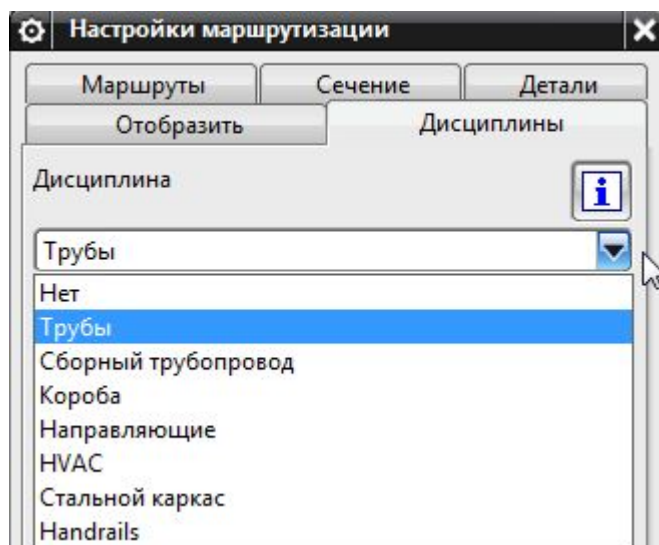 Настройки маршрутизации
Маршруты Сечение Детали
Отобразить Дисциплины
Дисциплина
Трубы
Нет
Трубы
Сборный трубопровод
Короба
Направляющие
HVAC
Стальной каркас
Handrails